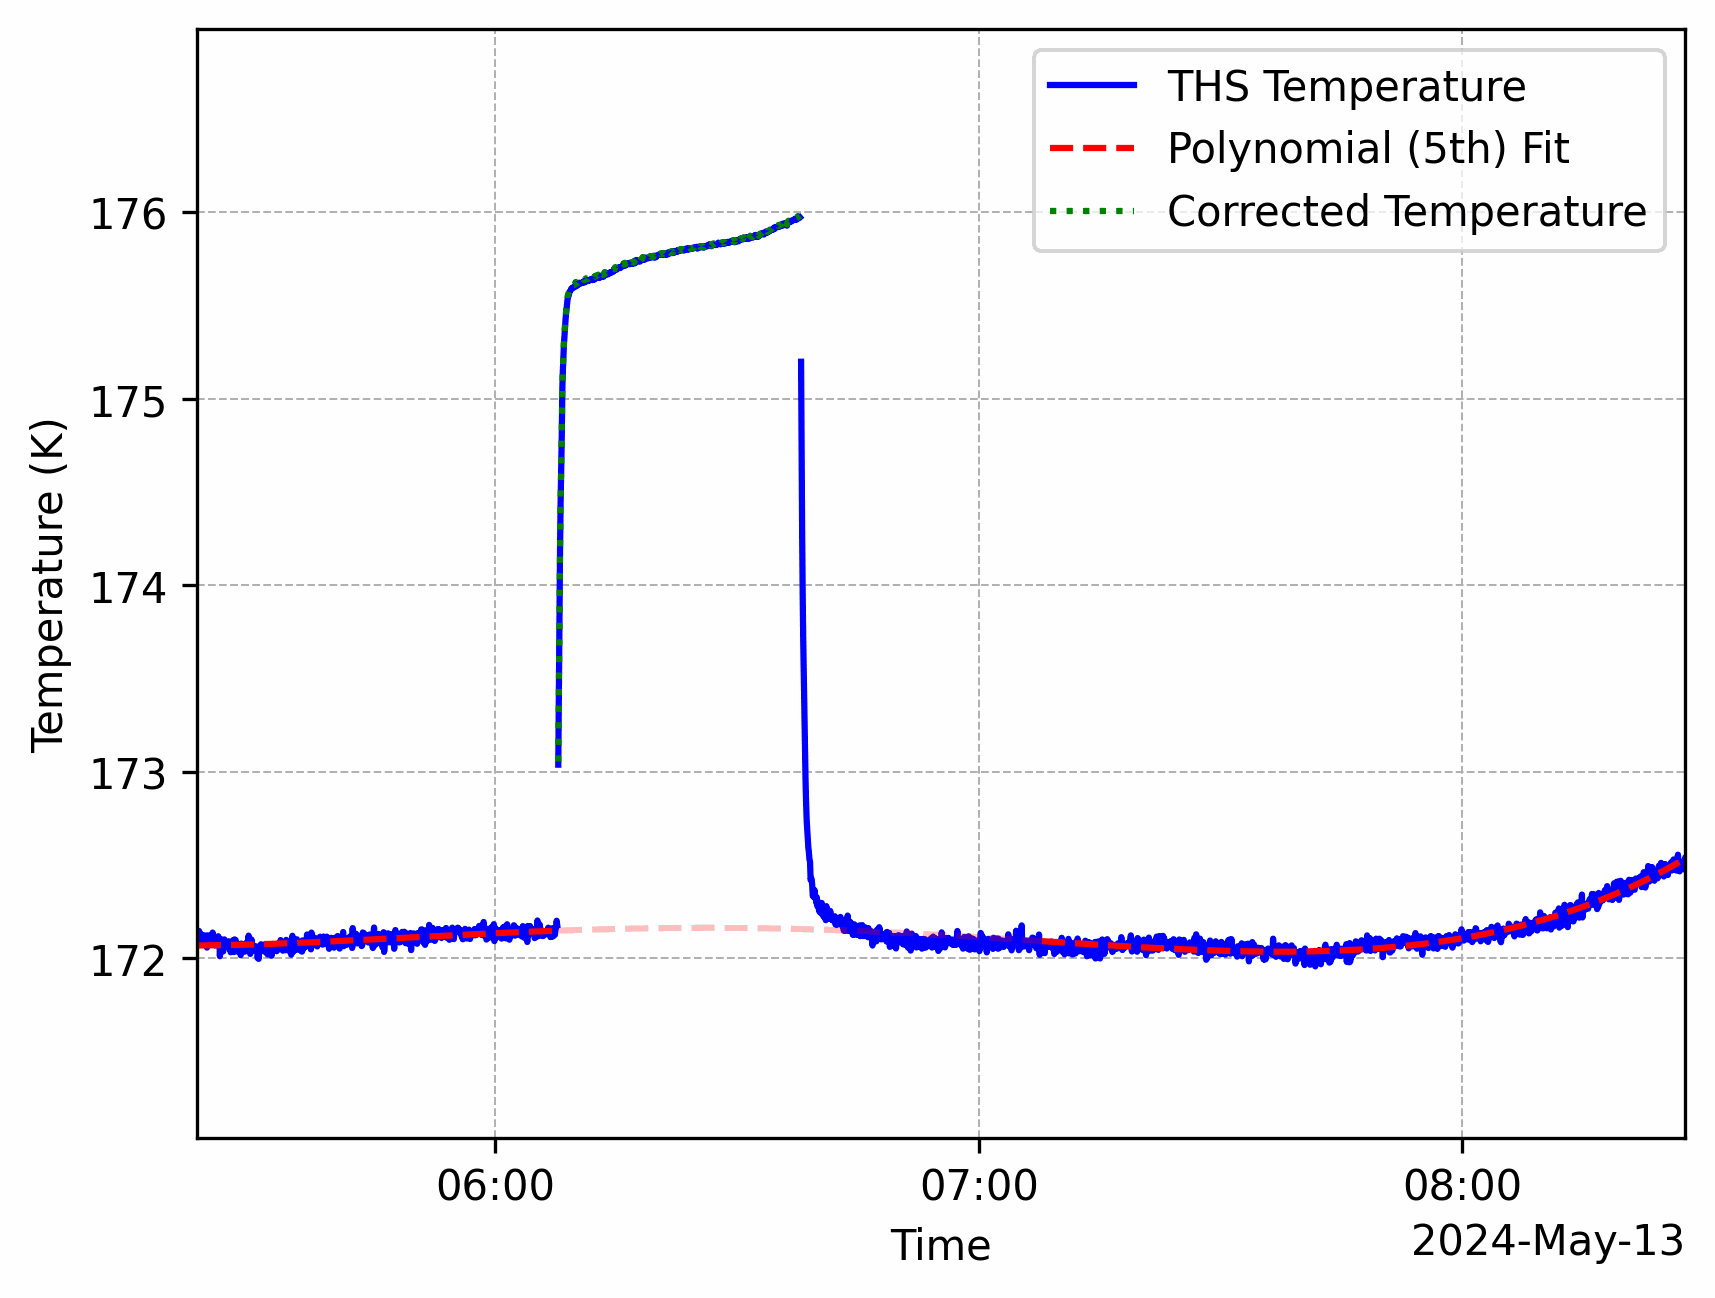 THS Temperature
Polynomial (5th) Fit
Corrected Temperature
176
175
174
173
172
Temperature (K)
06:00
07:00
08:00
Time
2024-May-13